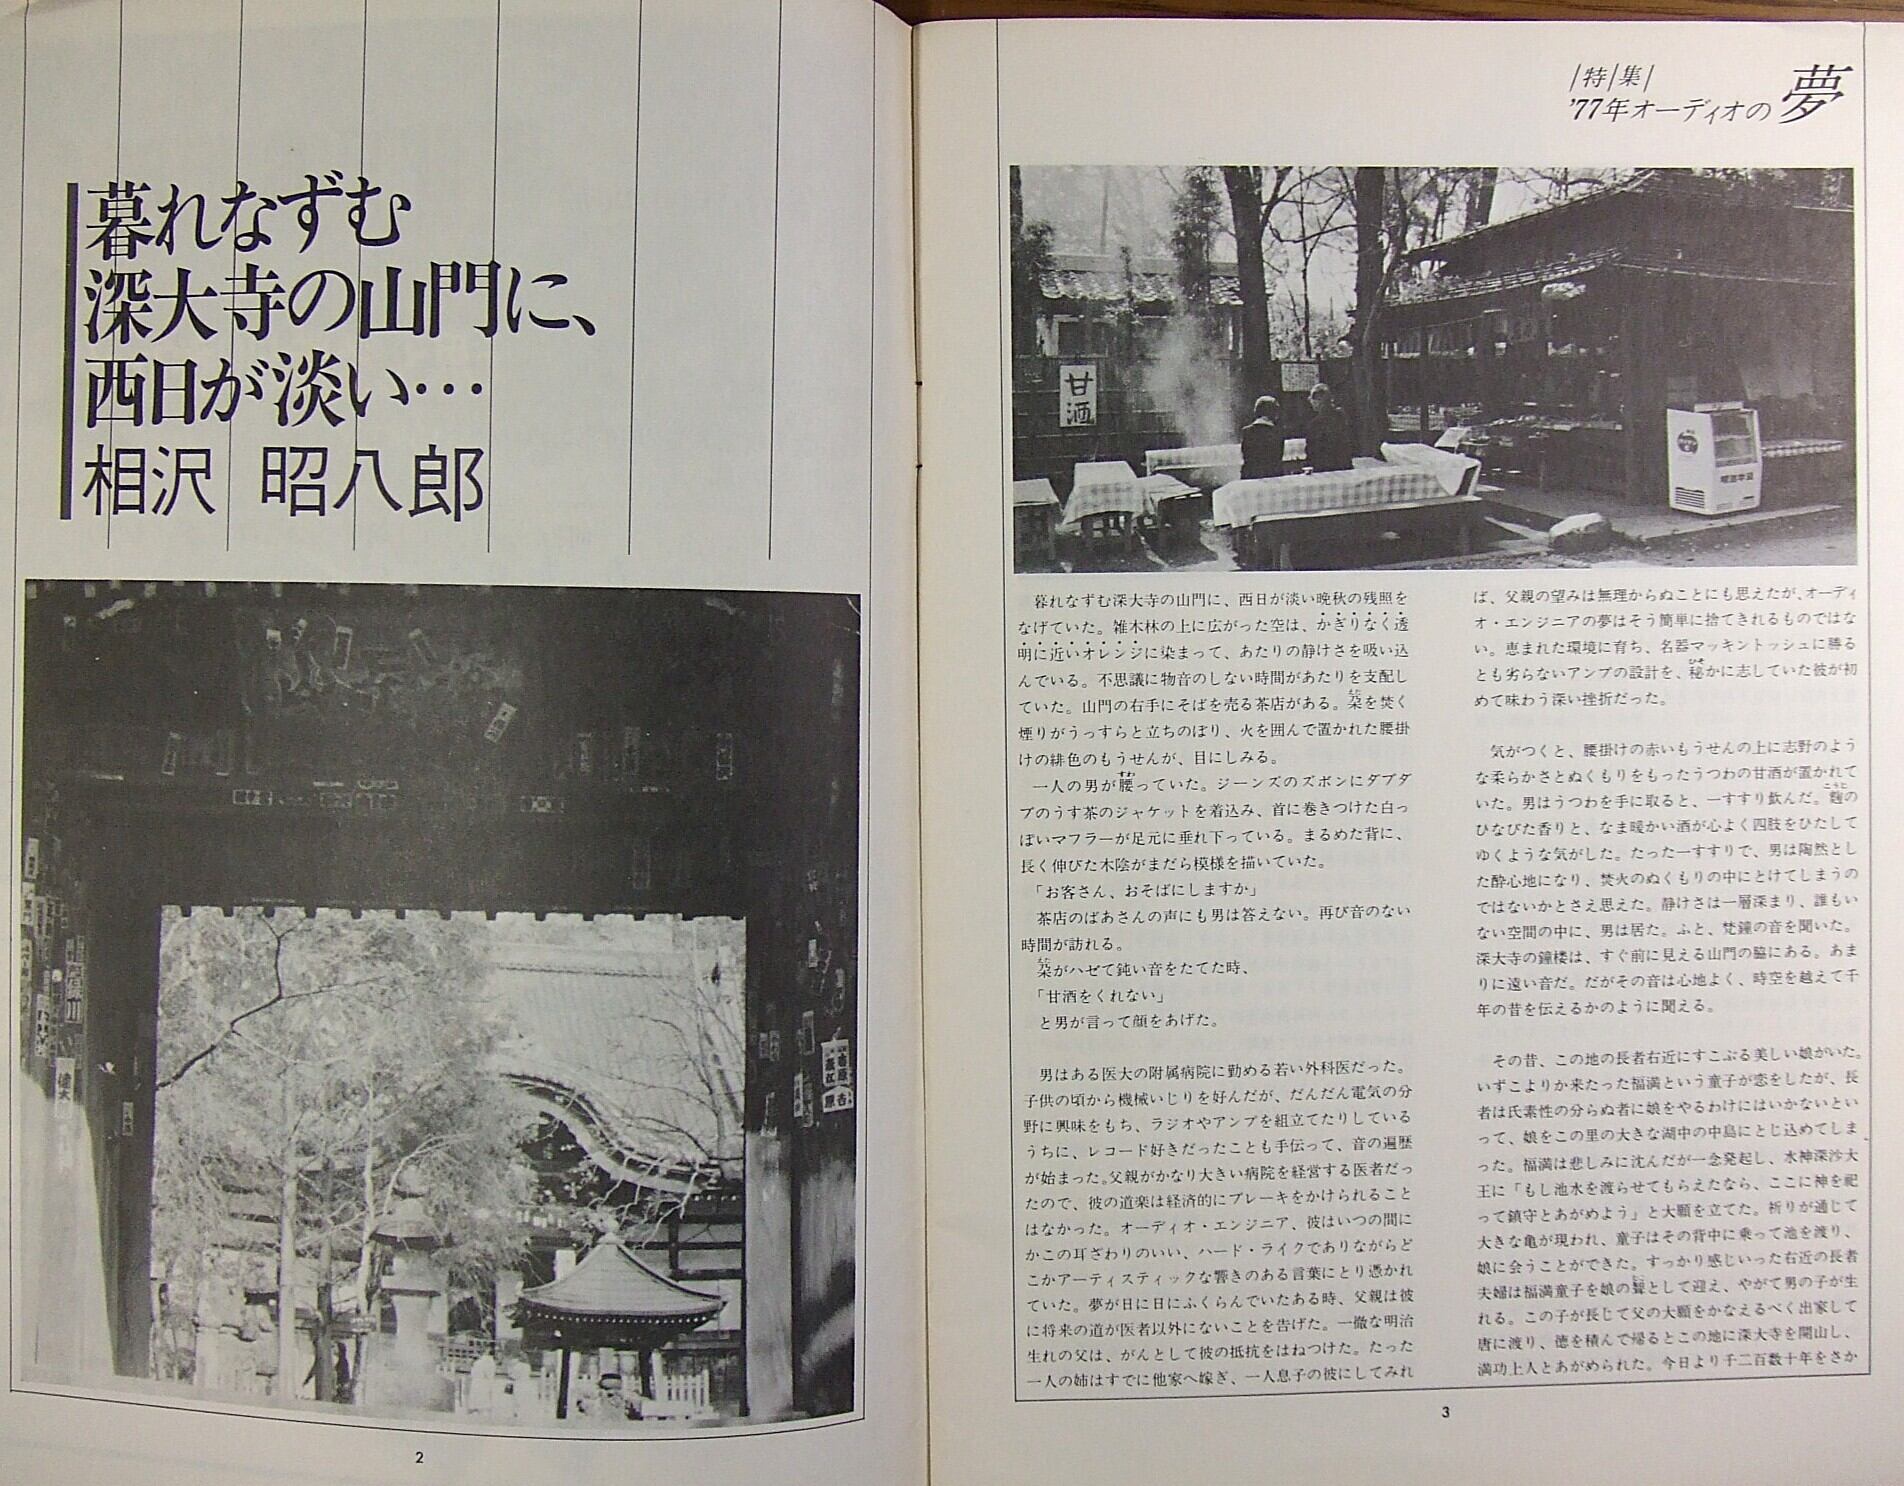 暮れなずむ
深大寺の山門に、
西日が淡い…
相沢 昭八郎
2
|特|集|
'77年オーディオの夢
甘酒
暮れなずむ深大寺の山門に、西日が淡い晩秋の残照を
なげていた。雑木林の上に広がった空は、かぎりなく透
明に近いオレンジに染まって、あたりの静けさを吸い込
んでいる。不思議に物音のしない時間があたりを支配し
ていた。山門の右手にそばを売る茶店がある。を焚く
煙りがうっすらと立ちのぼり、火を囲んで置かれた腰掛
けの緋色のもうせんが、目にしみる。
一人の男が腰っていた。ジーンズのズボンにダブダ
ブのうす茶のジャケットを着込み、首に巻きつけた白っ
ぽいマフラーが足元に垂れ下っている。まるめた背に、
長く伸びた木陰がまだら模様を描いていた。
「お客さん、おそばにしますか」
茶店のばあさんの声にも男は答えない。再び音のない
時間が訪れる。
がハゼて鈍い音をたてた時、
「甘酒をくれない」
と男が言って顔をあげた。
男はある医大の附属病院に勤める若い外科医だった。
子供の頃から機械いじりを好んだが、だんだん電気の分
野に興味をもち、ラジオやアンプを組立てたりしている
うちに、レコード好きだったことも手伝って、音の遍歴
が始まった。父親がかなり大きい病院を経営する医者だっ
たので、彼の道楽は経済的にブレーキをかけられること
はなかった。オーディオ・エンジニア、彼はいつの間に
かこの耳ざわりのいい、ハード・ライクでありながらど
こかアーティスティックな響きのある言葉にとり憑かれ
ていた。夢が日に日にふくらんでいたある時、父親は彼
に将来の道が医者以外にないことを告げた。一徹な明治
生れの父は、がんとして彼の抵抗をはねつけた。たった
一人の姉はすでに他家へ嫁ぎ、一人息子の彼にしてみれ
ば、父親の望みは無理からぬことにも思えたが、オーディ
オ・エンジニアの夢はそう簡単に捨てきれるものではな
い。恵まれた環境に育ち、名器マッキントッシュに勝る
とも劣らないアンプの設計を、秘かに志していた彼が初
めて味わう深い挫折だった。
気がつくと、腰掛けの赤いもうせんの上に志野のよう
な柔らかさとぬくもりをもったうつわの甘酒が置かれて
いた。男はうつわを手に取ると、一すすり飲んだ。麹の
ひなびた香りと、なま暖かい酒が心よく四肢をひたして
ゆくような気がした。たった一すすりで、男は陶然とし
た酔心地になり、焚火のぬくもりの中にとけてしまうの
ではないかとさえ思えた。静けさは一層深まり、誰もい
ない空間の中に、男は居た。ふと、梵鐘の音を聞いた。
深大寺の鐘楼は、すぐ前に見える山門の脇にある。あま
りに遠い音だ。だがその音は心地よく、時空を越えて千
年の昔を伝えるかのように聞える。
その昔、この地の長者右近にすこぶる美しい娘がいた。
いずこよりか来たった福満という童子が恋をしたが、長
者は氏素性の分らぬ者に娘をやるわけにはいかないとい
って、娘をこの里の大きな湖中の中島にとじ込めてしま
った。福満は悲しみに沈んだが一念発起し、水神深沙大
王に「もし池水を渡らせてもらえたなら、ここに神を祀
って鎮守とあがめよう」と大願を立てた。祈りが通じて
大きな亀が現われ、童子はその背中に乗って池を渡り、
娘に会うことができた。すっかり感じいった右近の長者
夫婦は福満童子を娘の聟として迎え、やがて男の子が生
れる。この子が長じて父の大願をかなえるべく出家して
唐に渡り、徳を積んで帰るとこの地に深大寺を開山し、
満功上人とあがめられた。今日より千二百数十年をさか
3